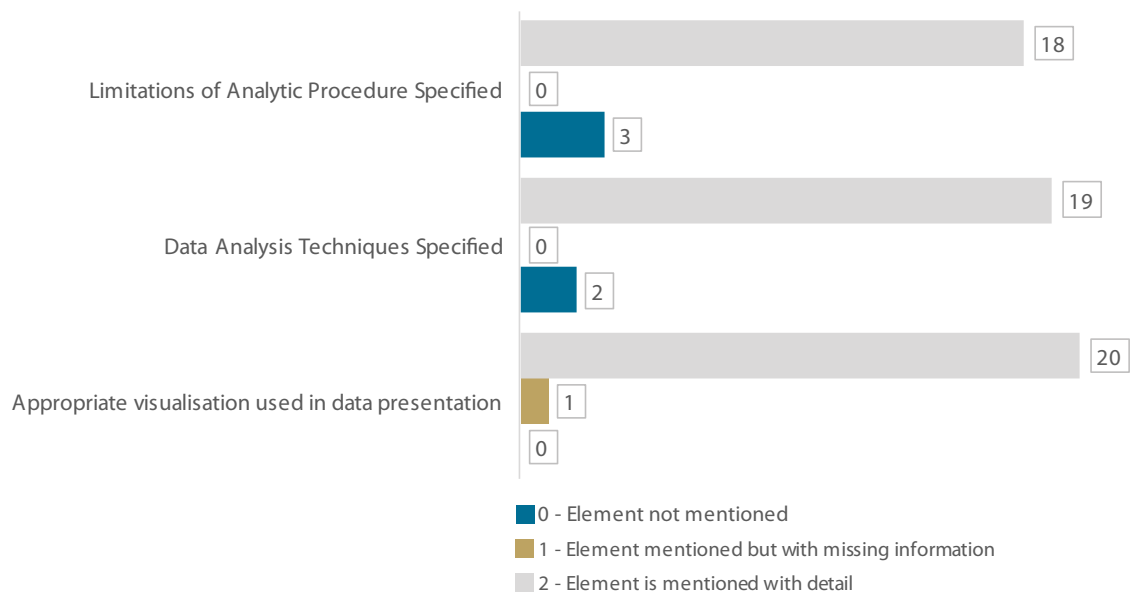 18
Limitations of Analytic Procedure Specified
0
3
19
Data Analysis Techniques Specified
0
2
20
Appropriate visualisation used in data presentation
1
0
0 - Element not mentioned
1 - Element mentioned but with missing information
2 - Element is mentioned with detail